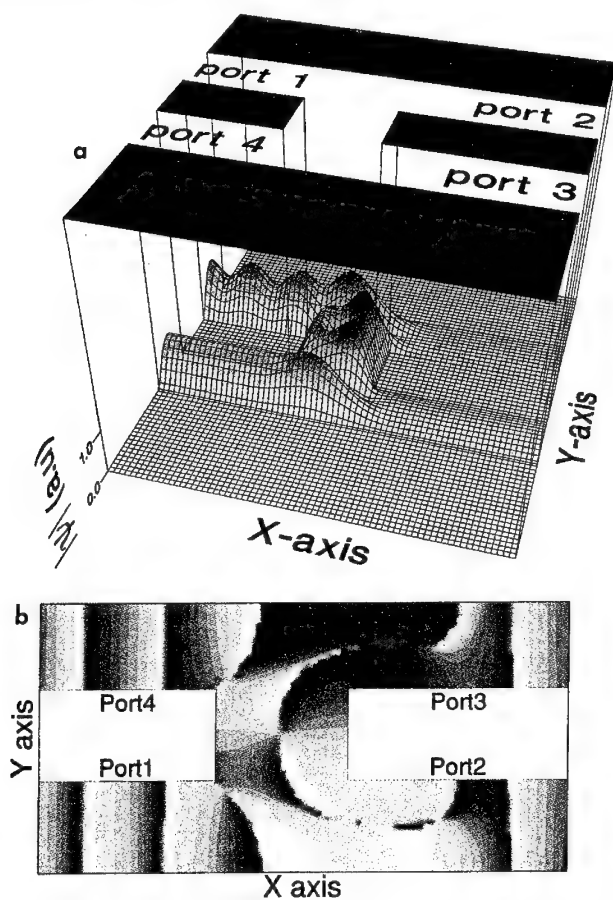 port 1
port 2
port 4
port 3
a
1.0
0.0
X-axis
Y-axis
b
Port4
Port3
Port1
Port2
Y axis
X axis